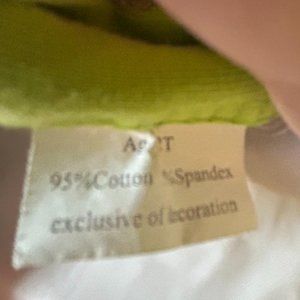 95%Cotton %Spandex
exclusive of